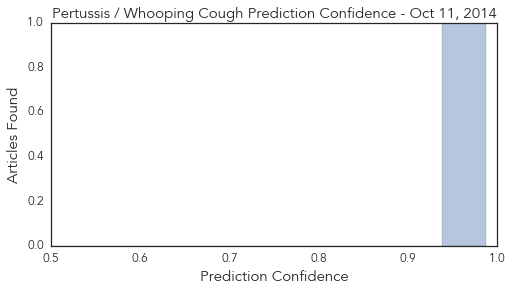 Pertussis / Whooping Cough Prediction Confidence - Oct 11, 2014
1.0
0.8
0.6
0.4
0.2
0.0
Articles Found
0.5 0.6 0.7 0.8 0.9 1.0
Prediction Confidence